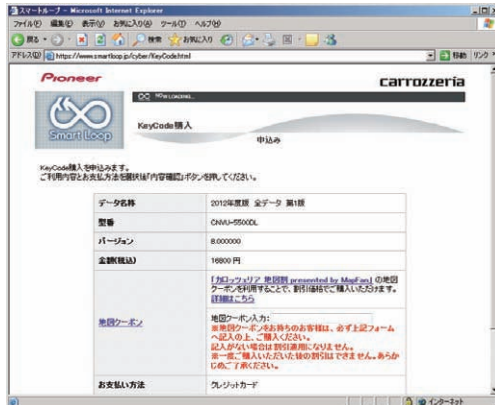 スマートループ - Microsoft Internet Explorer
ファイル(F) 編集(E) 表示(V) お気に入り(A) ツール(T) ヘルプ(H)
戻る 検索 お気に入り
アドレス(D) https://www.smartloop.jp/cyber/KeyCode.html 移動 リンク
Pioneer carrozzeria
NOW LOADING...
Smart Loop
KeyCode購入
申込み
KeyCode購入を申込みます。
ご利用内容とお支払方法を選択後「内容確認」ボタンを押してください。
データ名称 2012年度版 全データ 第1版
型番 CNVU-5500DL
バージョン 8.000000
金額(税込) 16800 円
地図クーポン
「カロッツェリア 地図割 presented by MapFan」の地図
クーポンを利用することで、割引価格でご購入いただけます。
詳細はこちら
地図クーポン入力:
※地図クーポンをお持ちのお客様は、必ず上記フォーム
へ記入の上、ご購入ください。
記入がない場合は割引適用になりません。
※一度ご購入いただいた後の割引はできません。あらか
じめご了承ください。
お支払い方法 クレジットカード
インターネット